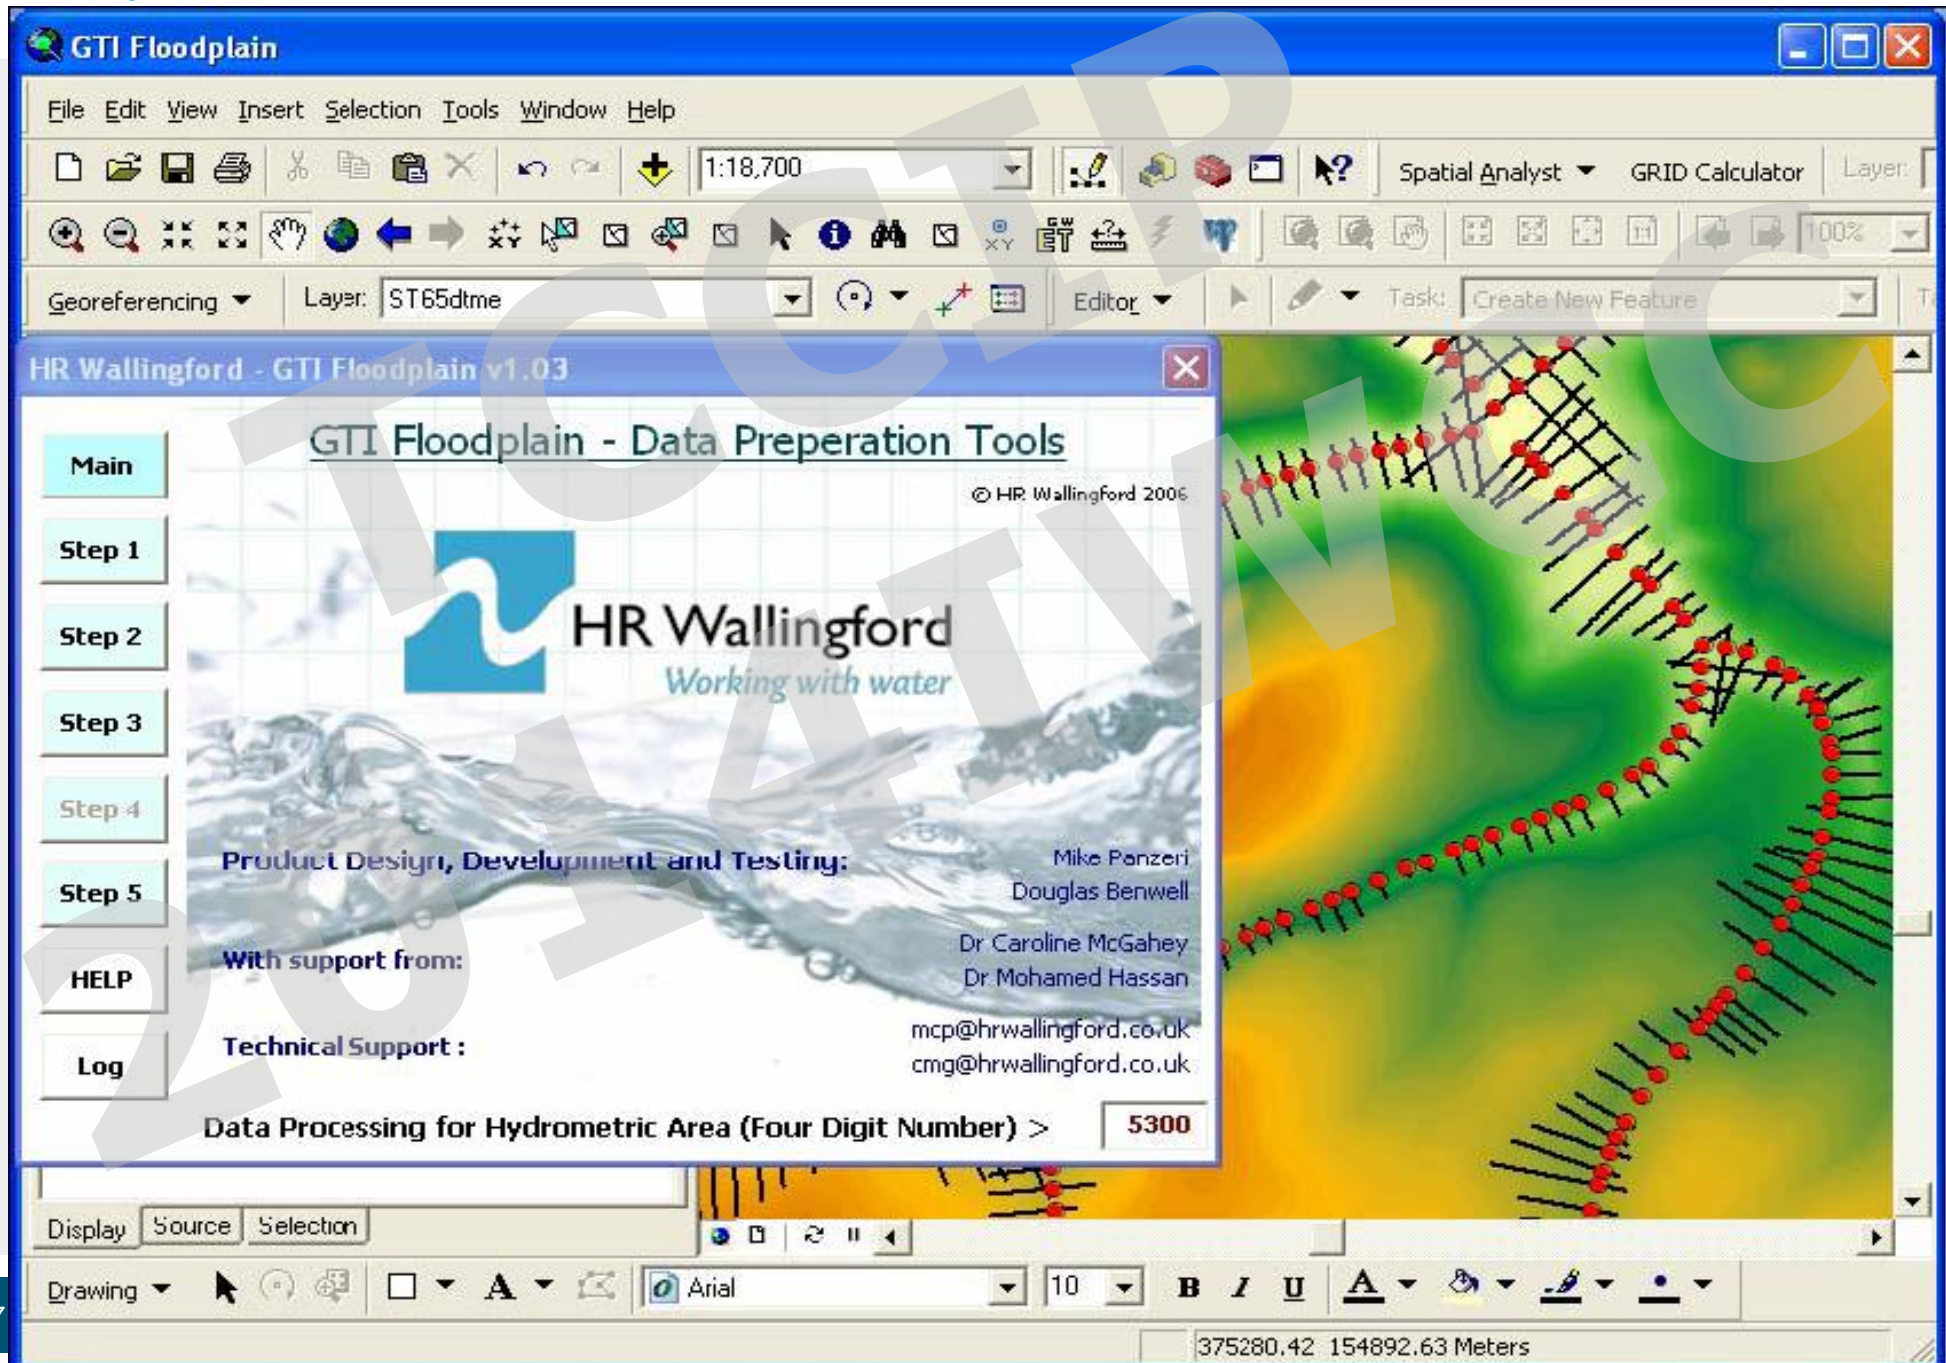 GTI Floodplain
File Edit View Insert Selection Tools Window Help
1:18,700
Spatial Analyst GRID Calculator Layer:
100%
Georeferencing Layer: ST65dtme Editor Task: Create New Feature
HR Wallingford - GTI Floodplain v1.03
GTI Floodplain - Data Preperation Tools
© HR Wallingford 2006
Main
Step 1
Step 2
Step 3
Step 4
Step 5
HELP
Log
HR Wallingford
Working with water
Product Design, Development and Testing: Mike Panzeri
Douglas Benwell
With support from: Dr Caroline McGahey
Dr Mohamed Hassan
Technical Support : mcp@hrwallingford.co.uk
cmg@hrwallingford.co.uk
Data Processing for Hydrometric Area (Four Digit Number) > 5300
Display Source Selection
Drawing A Arial 10 B I U A
375280.42 154892.63 Meters
TCCIP
2014TWCC